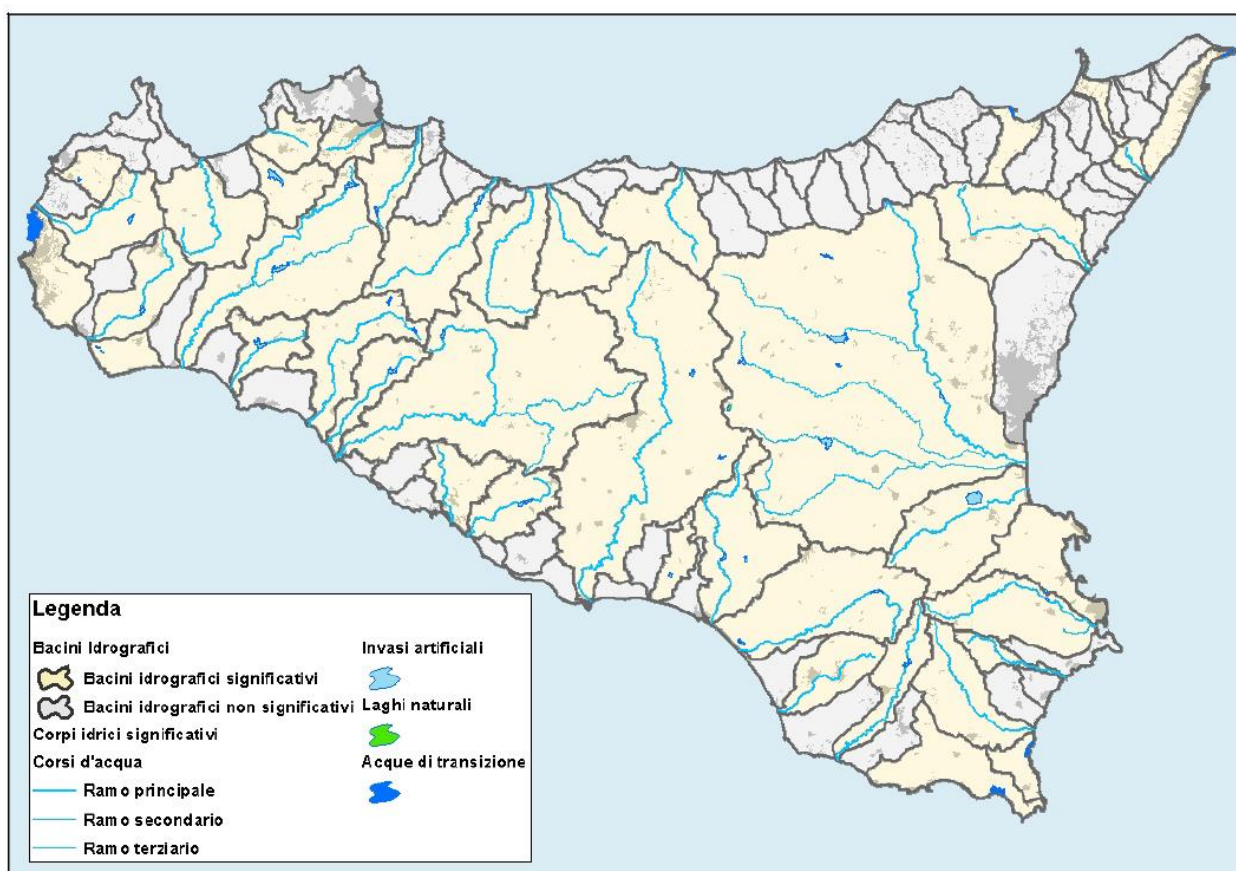 Legenda
Bacini Idrografici
Bacini idrografici significativi
Bacini idrografici non significativi
Corpi idrici significativi
Corsi d'acqua
Ramo principale
Ramo secondario
Ramo terziario
Invasi artificiali
Laghi naturali
Acque di transizione